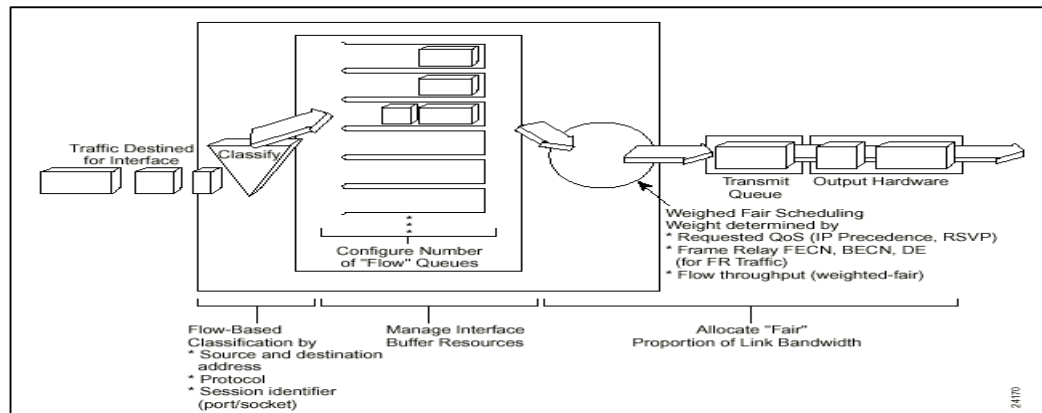 Traffic Destined
for Interface
Classify
*
*
*
Configure Number
of "Flow" Queues
Transmit
Queue
Output Hardware
Weighed Fair Scheduling
Weight determined by
* Requested QoS (IP Precedence, RSVP)
* Frame Relay FECN, BECN, DE
(for FR Traffic)
* Flow throughput (weighted-fair)
Flow-Based
Classification by
* Source and destination
address
* Protocol
* Session identifier
(port/socket)
Manage Interface
Buffer Resources
Allocate "Fair"
Proportion of Link Bandwidth
24170